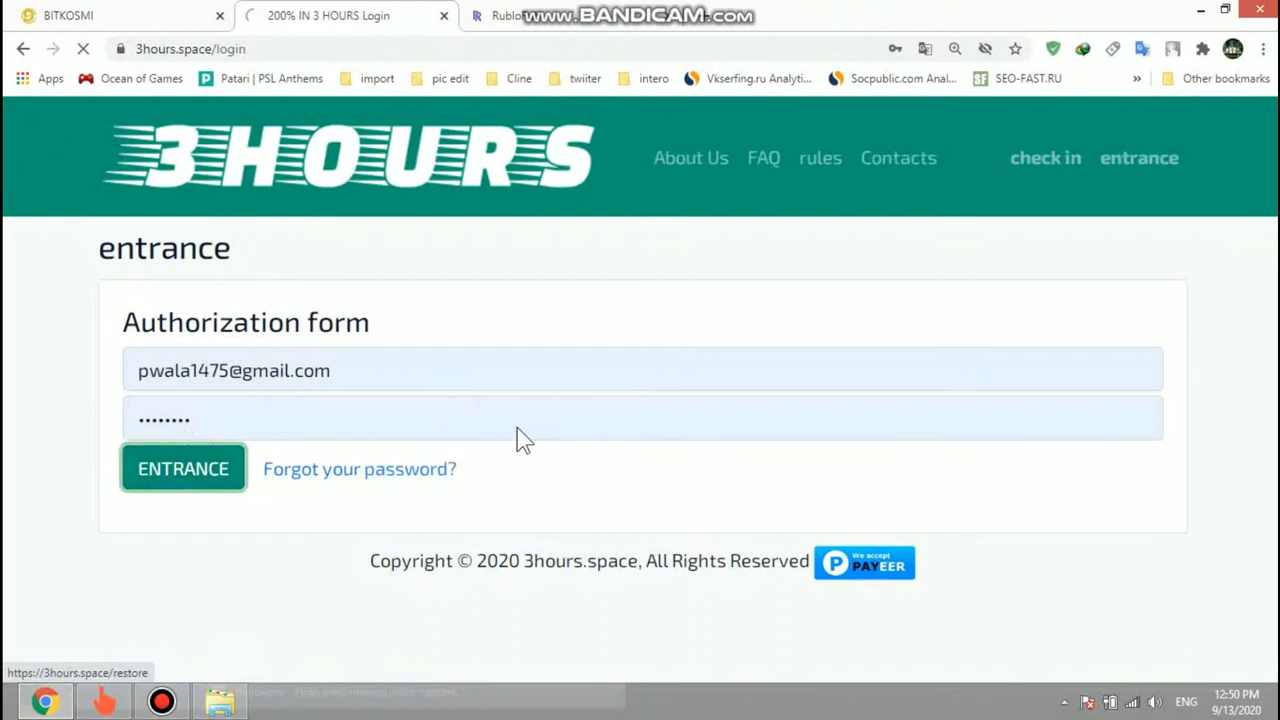 BITKOSMI
200% IN 3 HOURS Login
Rublo
www.BANDICAM.com
3hours.space/login
Apps
Ocean of Games
Patari | PSL Anthems
import
pic edit
Cline
twiiter
intero
Vkserfing.ru Analyti...
Socpublic.com Anal...
SF
SEO-FAST.RU
»
Other bookmarks
3HOURS
About Us
FAQ
rules
Contacts
check in
entrance
entrance
Authorization form
pwala1475@gmail.com
••••••••
ENTRANCE
Forgot your password?
Copyright © 2020 3hours.space, All Rights Reserved
We accept
PAYEER
https://3hours.space/restore
ENG
12:50 PM
9/13/2020